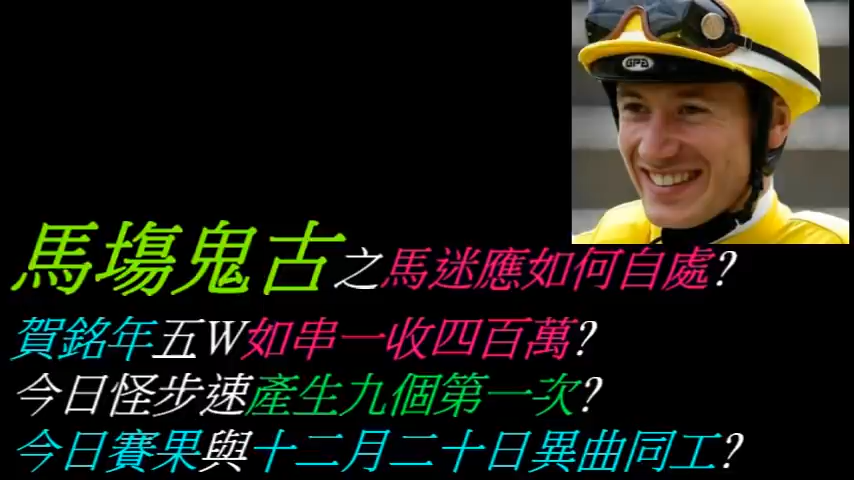 GPA
馬塲鬼古之馬迷應如何自處?
賀銘年五W如串一收四百萬?
今日怪步速產生九個第一次?
今日賽果與十二月二十日異曲同工?